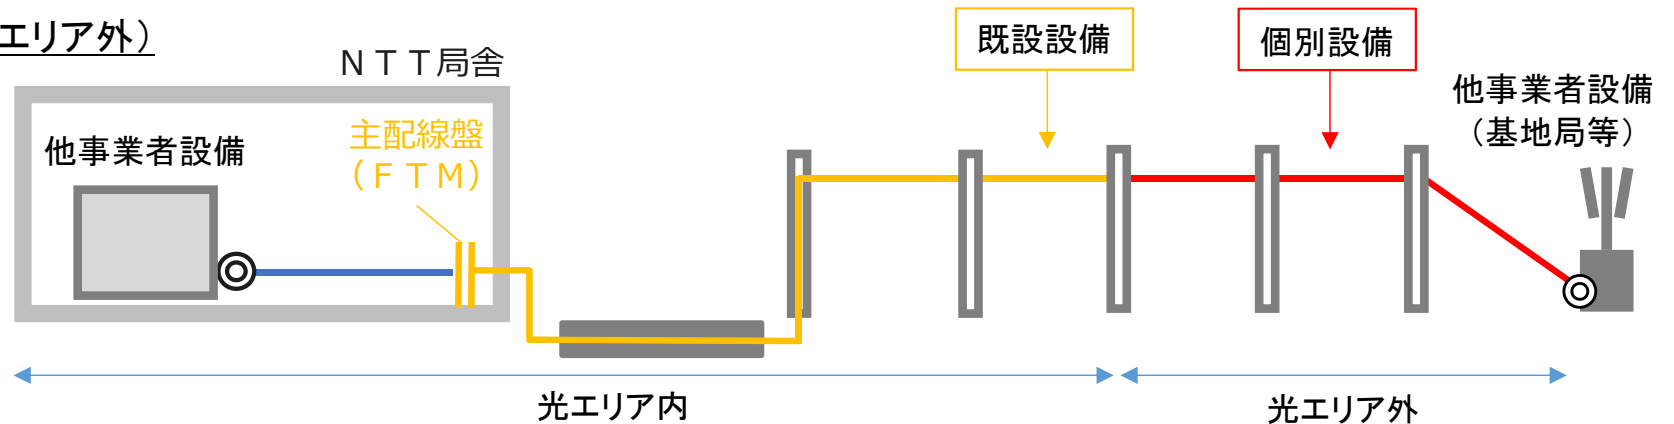 エリア外）
ＮＴＴ局舎
既設設備
個別設備
他事業者設備
（基地局等）
他事業者設備
主配線盤
（ＦＴＭ）
光エリア内
光エリア外